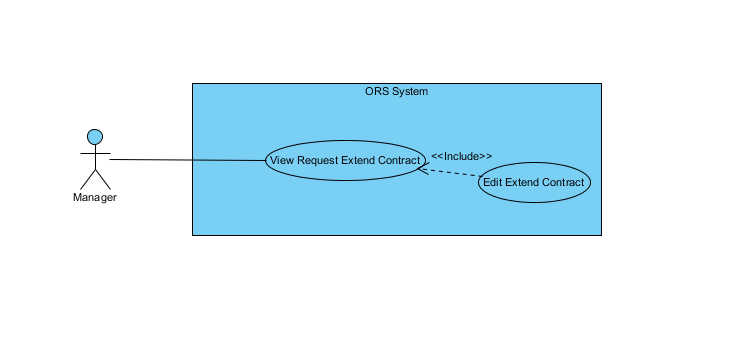 ORS System
<<Include>>
View Request Extend Contract
Edit Extend Contract
Manager